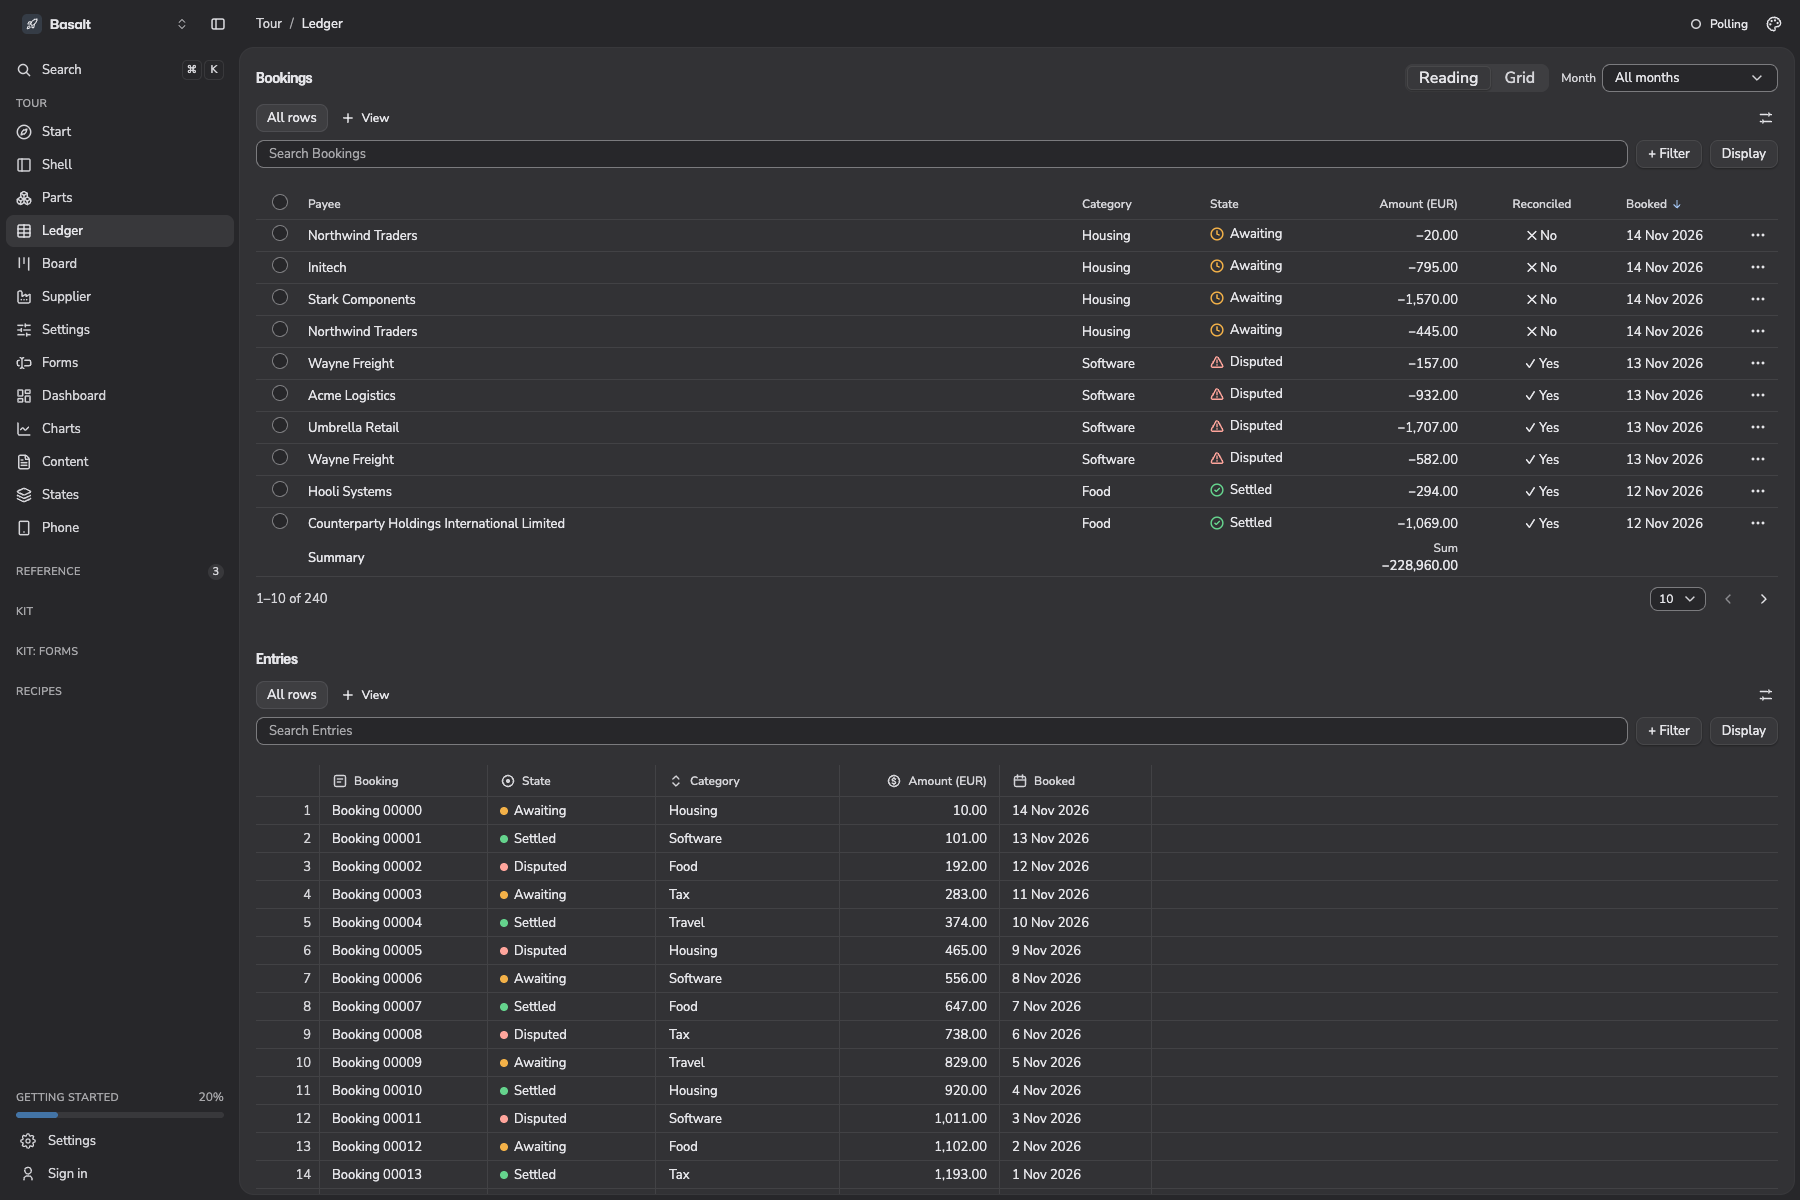 Basalt
Tour / Ledger
Polling
Search ⌘ K
TOUR
Start
Shell
Parts
Ledger
Board
Supplier
Settings
Forms
Dashboard
Charts
Content
States
Phone
REFERENCE 3
KIT
KIT: FORMS
RECIPES
GETTING STARTED 20%
Settings
Sign in
Bookings
Reading Grid Month All months
All rows + View
Search Bookings + Filter Display
Payee Category State Amount (EUR) Reconciled Booked ↓
Northwind Traders Housing Awaiting −20.00 No 14 Nov 2026
Initech Housing Awaiting −795.00 No 14 Nov 2026
Stark Components Housing Awaiting −1,570.00 No 14 Nov 2026
Northwind Traders Housing Awaiting −445.00 No 14 Nov 2026
Wayne Freight Software Disputed −157.00 Yes 13 Nov 2026
Acme Logistics Software Disputed −932.00 Yes 13 Nov 2026
Umbrella Retail Software Disputed −1,707.00 Yes 13 Nov 2026
Wayne Freight Software Disputed −582.00 Yes 13 Nov 2026
Hooli Systems Food Settled −294.00 Yes 12 Nov 2026
Counterparty Holdings International Limited Food Settled −1,069.00 Yes 12 Nov 2026
Summary Sum
−228,960.00
1–10 of 240 10
Entries
All rows + View
Search Entries + Filter Display
Booking State Category Amount (EUR) Booked
1 Booking 00000 Awaiting Housing 10.00 14 Nov 2026
2 Booking 00001 Settled Software 101.00 13 Nov 2026
3 Booking 00002 Disputed Food 192.00 12 Nov 2026
4 Booking 00003 Awaiting Tax 283.00 11 Nov 2026
5 Booking 00004 Settled Travel 374.00 10 Nov 2026
6 Booking 00005 Disputed Housing 465.00 9 Nov 2026
7 Booking 00006 Awaiting Software 556.00 8 Nov 2026
8 Booking 00007 Settled Food 647.00 7 Nov 2026
9 Booking 00008 Disputed Tax 738.00 6 Nov 2026
10 Booking 00009 Awaiting Travel 829.00 5 Nov 2026
11 Booking 00010 Settled Housing 920.00 4 Nov 2026
12 Booking 00011 Disputed Software 1,011.00 3 Nov 2026
13 Booking 00012 Awaiting Food 1,102.00 2 Nov 2026
14 Booking 00013 Settled Tax 1,193.00 1 Nov 2026